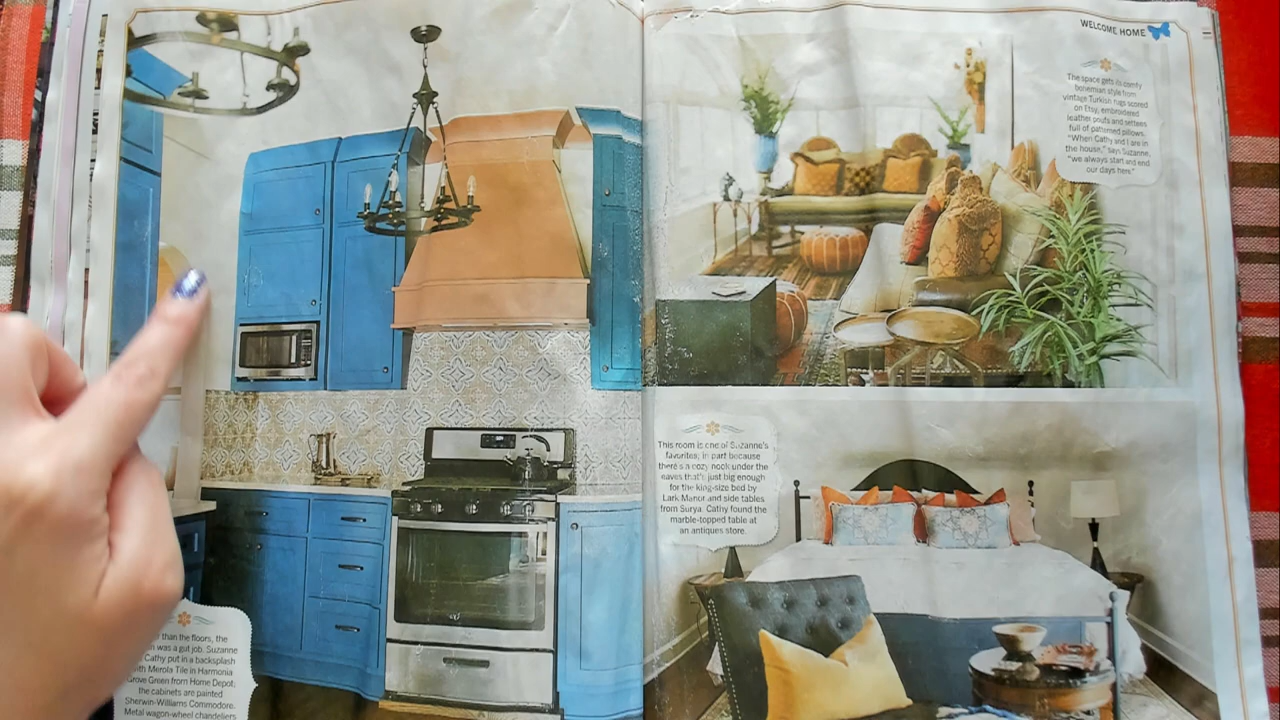 WELCOME HOME
The space gets its comfy
bohemian style from
vintage Turkish rugs scored
on Etsy, embroidered
leather poufs and settees
full of patterned pillows.
"When Cathy and I are in
the house," says Suzanne,
"we always start and end
our days here."
This room is one of Suzanne's
favorites, in part because
there's a cozy nook under the
eaves that's just big enough
for the king-size bed by
Lark Manor and side tables
from Surya. Cathy found the
marble-topped table at
an antiques store.
than the floors, the
was a gut job. Suzanne
Cathy put in a backsplash
Merola Tile in Harmonia
Grove Green from Home Depot;
the cabinets are painted
Sherwin-Williams Commodore.
Metal wagon-wheel chandeliers